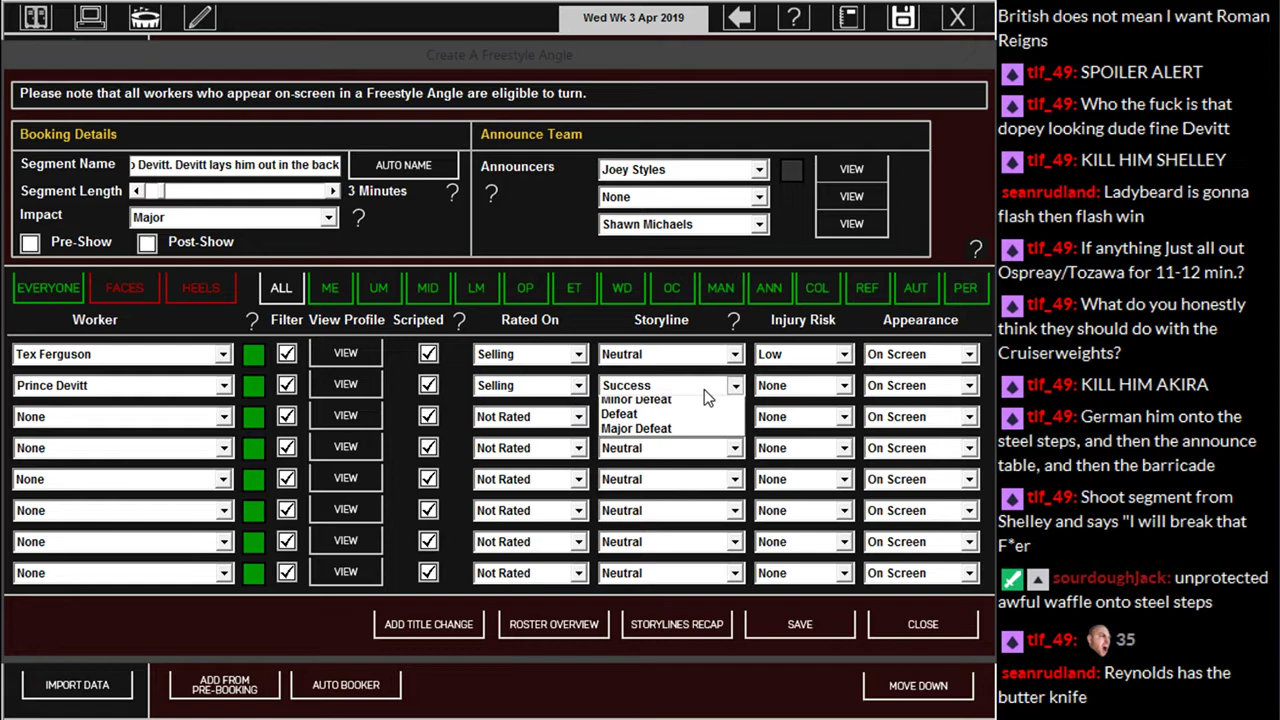 Wed Wk 3 Apr 2019
Create A Freestyle Angle
Please note that all workers who appear on-screen in a Freestyle Angle are eligible to turn.
Booking Details
Announce Team
Segment Name
o Devitt. Devitt lays him out in the back
AUTO NAME
Announcers
Joey Styles
VIEW
Segment Length
3 Minutes
?
?
None
VIEW
Impact
Major
?
Shawn Michaels
VIEW
Pre-Show
Post-Show
?
EVERYONE
FACES
HEELS
ALL
ME
UM
MID
LM
OP
ET
WD
OC
MAN
ANN
COL
REF
AUT
PER
Worker
?
Filter
View Profile
Scripted
?
Rated On
Storyline
?
Injury Risk
Appearance
Tex Ferguson
VIEW
Selling
Neutral
Low
On Screen
Prince Devitt
VIEW
Selling
Success
None
On Screen
Minor Defeat
Defeat
Major Defeat
None
VIEW
Not Rated
None
On Screen
None
VIEW
Not Rated
Neutral
None
On Screen
None
VIEW
Not Rated
Neutral
None
On Screen
None
VIEW
Not Rated
Neutral
None
On Screen
None
VIEW
Not Rated
Neutral
None
On Screen
None
VIEW
Not Rated
Neutral
None
On Screen
ADD TITLE CHANGE
ROSTER OVERVIEW
STORYLINES RECAP
SAVE
CLOSE
IMPORT DATA
ADD FROM
PRE-BOOKING
AUTO BOOKER
MOVE DOWN
British does not mean I want Roman
Reigns
tlf_49: SPOILER ALERT
tlf_49: Who the fuck is that
dopey looking dude fine Devitt
tlf_49: KILL HIM SHELLEY
seanrudland: Ladybeard is gonna
flash then flash win
tlf_49: If anything Just all out
Ospreay/Tozawa for 11-12 min.?
tlf_49: What do you honestly
think they should do with the
Cruiserweights?
tlf_49: KILL HIM AKIRA
tlf_49: German him onto the
steel steps, and then the announce
table, and then the barricade
tlf_49: Shoot segment from
Shelley and says "I will break that
F*er
sourdoughjack: unprotected
awful waffle onto steel steps
tlf_49: 35
seanrudland: Reynolds has the
butter knife